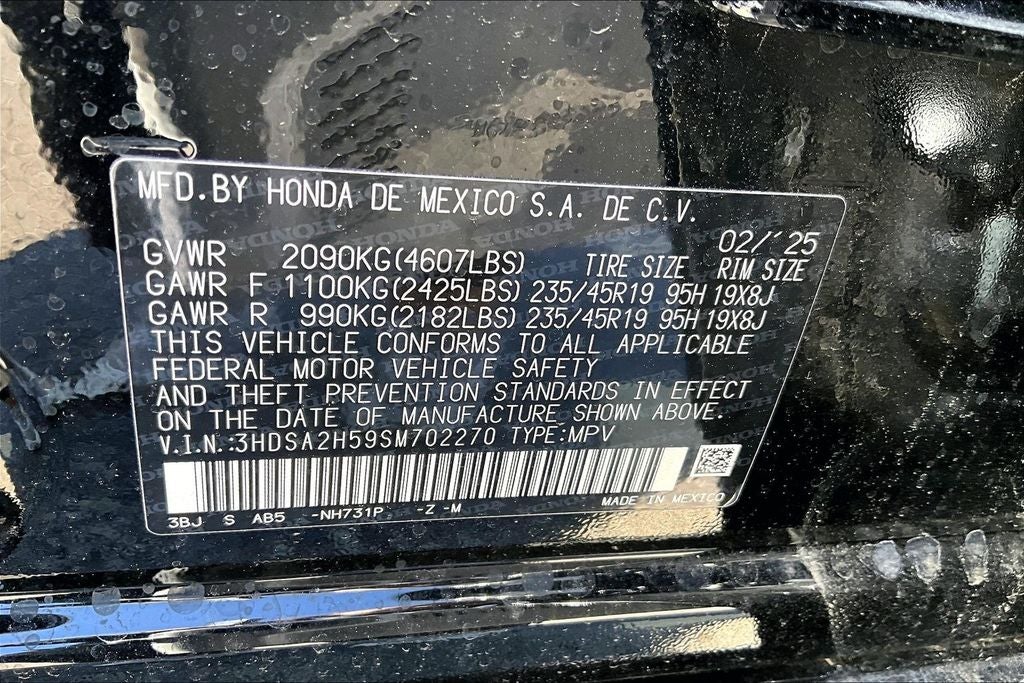 MFD.BY HONDA DE MEXICO S.A. DE C.V.
02/'25
GVWR 2090KG(4607LBS) TIRE SIZE RIM SIZE
GAWR F 1100KG(2425LBS) 235/45R19 95H 19X8J
GAWR R 990KG(2182LBS) 235/45R19 95H 19X8J
THIS VEHICLE CONFORMS TO ALL APPLICABLE
FEDERAL MOTOR VEHICLE SAFETY
AND THEFT PREVENTION STANDARDS IN EFFECT
ON THE DATE OF MANUFACTURE SHOWN ABOVE.
V.I.N.:3HDSA2H59SM702270 TYPE:MPV
MADE IN MEXICO
3BJ S AB5 -NH731P -Z -M